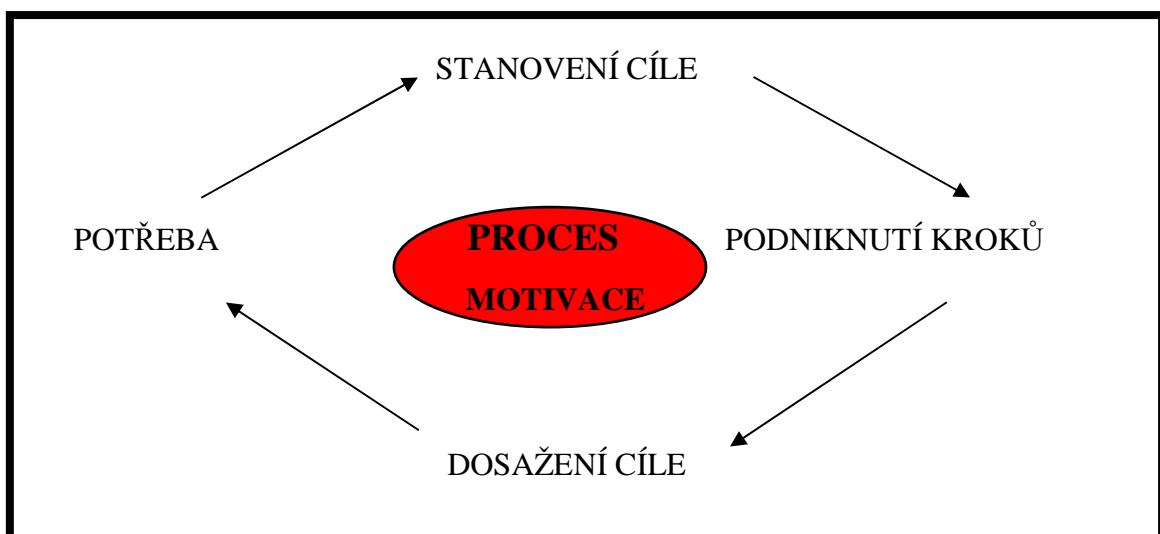 STANOVENÍ CÍLE
POTŘEBA
PROCES
MOTIVACE
PODNIKNUTÍ KROKŮ
DOSAŽENÍ CÍLE